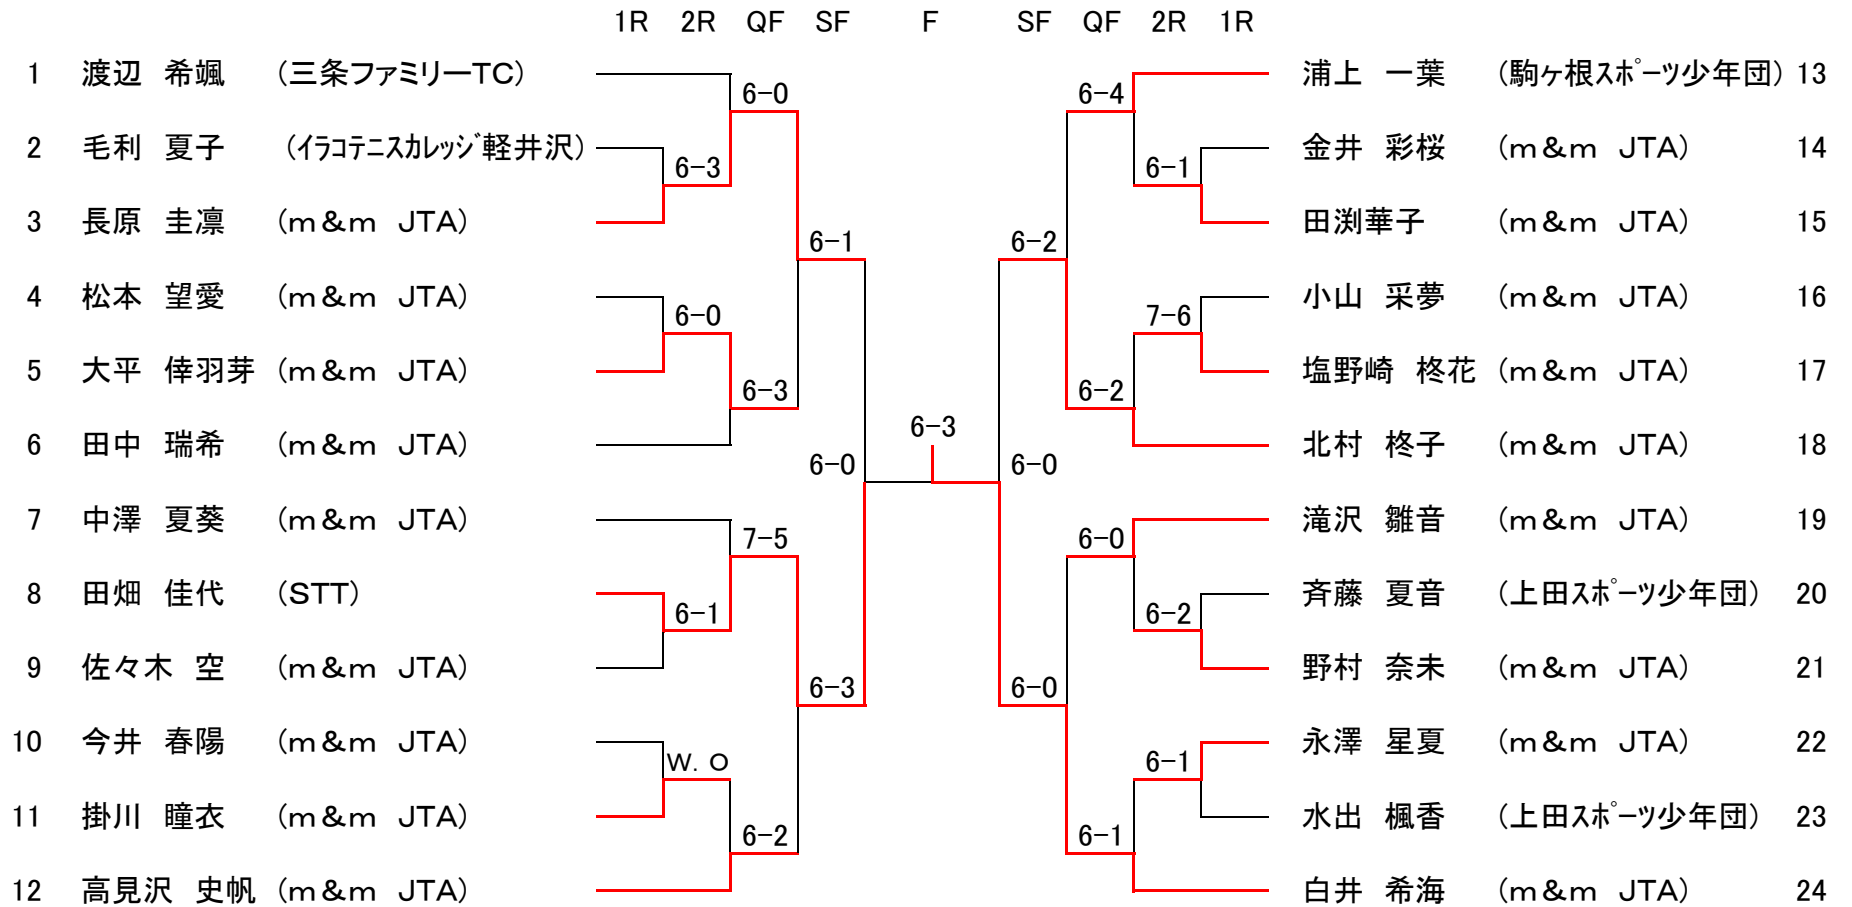 1R 2R QF SF F SF QF 2R 1R
1 渡辺 希颯 (三条ファミリーTC) 浦上 一葉 (駒ヶ根スポーツ少年団) 13
6-0 6-4
2 毛利 夏子 (イラコテニスカレッジ軽井沢) 金井 彩桜 (m&m JTA) 14
6-3 6-1
3 長原 圭凛 (m&m JTA) 田渕華子 (m&m JTA) 15
6-1 6-2
4 松本 望愛 (m&m JTA) 小山 采夢 (m&m JTA) 16
6-0 7-6
5 大平 倖羽芽 (m&m JTA) 塩野崎 柊花 (m&m JTA) 17
6-3 6-2
6-3
6 田中 瑞希 (m&m JTA) 北村 柊子 (m&m JTA) 18
6-0 6-0
7 中澤 夏葵 (m&m JTA) 滝沢 雛音 (m&m JTA) 19
7-5 6-0
8 田畑 佳代 (STT) 斉藤 夏音 (上田スポーツ少年団) 20
6-1 6-2
9 佐々木 空 (m&m JTA) 野村 奈未 (m&m JTA) 21
6-3 6-0
10 今井 春陽 (m&m JTA) 永澤 星夏 (m&m JTA) 22
W.O 6-1
11 掛川 瞳衣 (m&m JTA) 水出 楓香 (上田スポーツ少年団) 23
6-2 6-1
12 高見沢 史帆 (m&m JTA) 白井 希海 (m&m JTA) 24